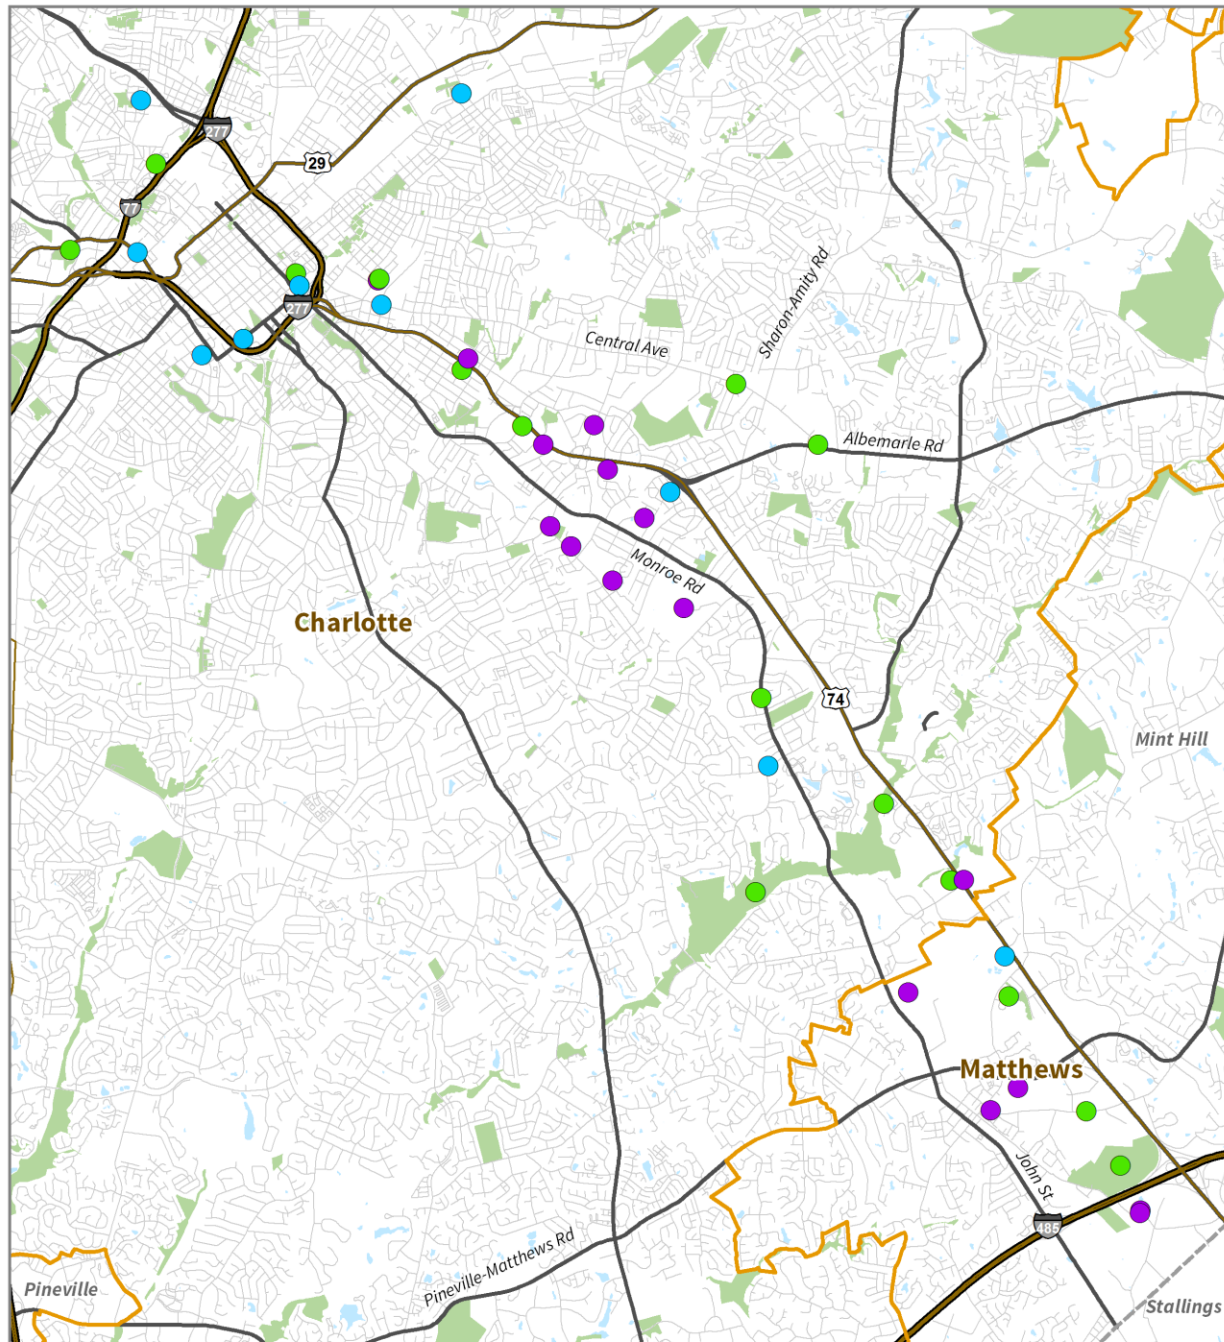 277
29
77
277
Sharon-Amity Rd
Central Ave
Albemarle Rd
Monroe Rd
Charlotte
74
Mint Hill
Matthews
John St
485
Pineville-Matthews Rd
Pineville
Stallings